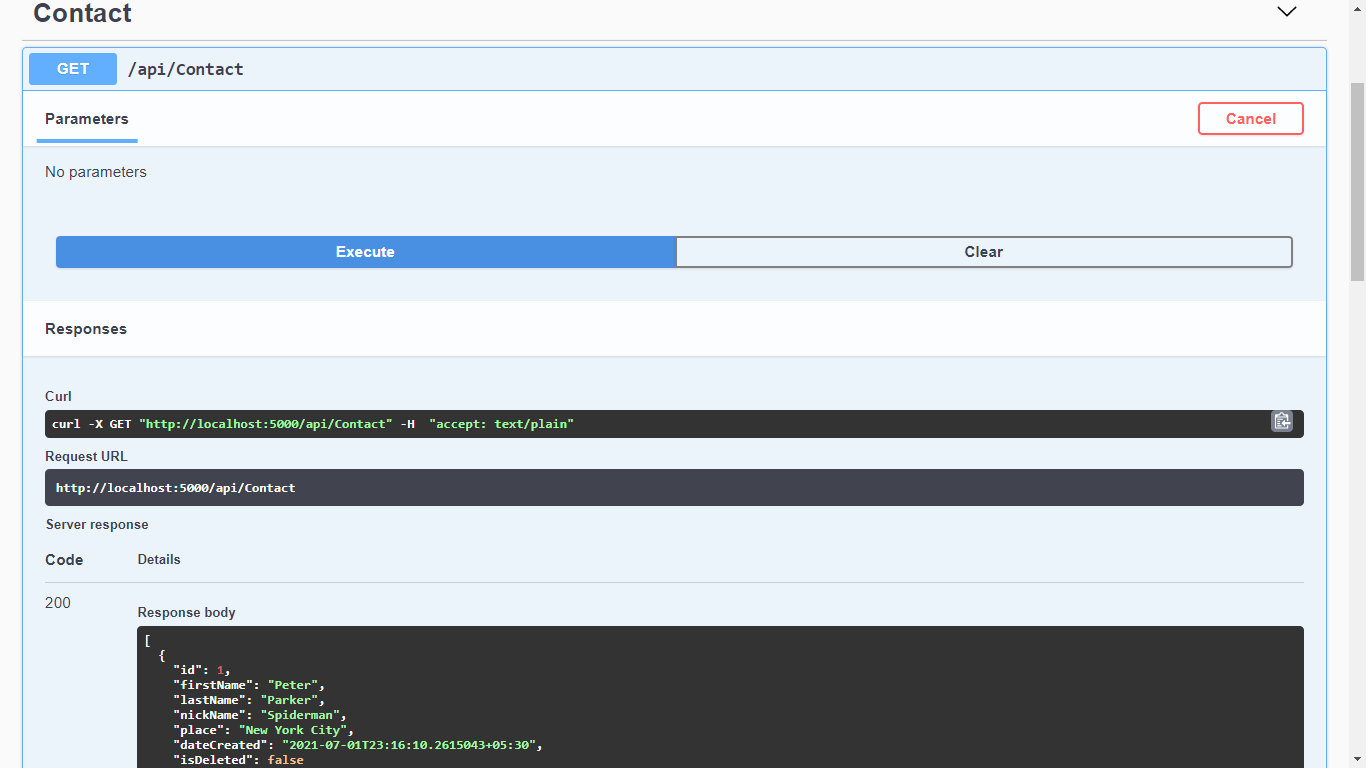 Contact
GET /api/Contact
Parameters
Cancel
No parameters
Execute
Clear
Responses
Curl
curl -X GET "http://localhost:5000/api/Contact" -H  "accept: text/plain"
Request URL
http://localhost:5000/api/Contact
Server response
Code Details
200
Response body
[
  {
    "id": 1,
    "firstName": "Peter",
    "lastName": "Parker",
    "nickName": "Spiderman",
    "place": "New York City",
    "dateCreated": "2021-07-01T23:16:10.2615043+05:30",
    "isDeleted": false